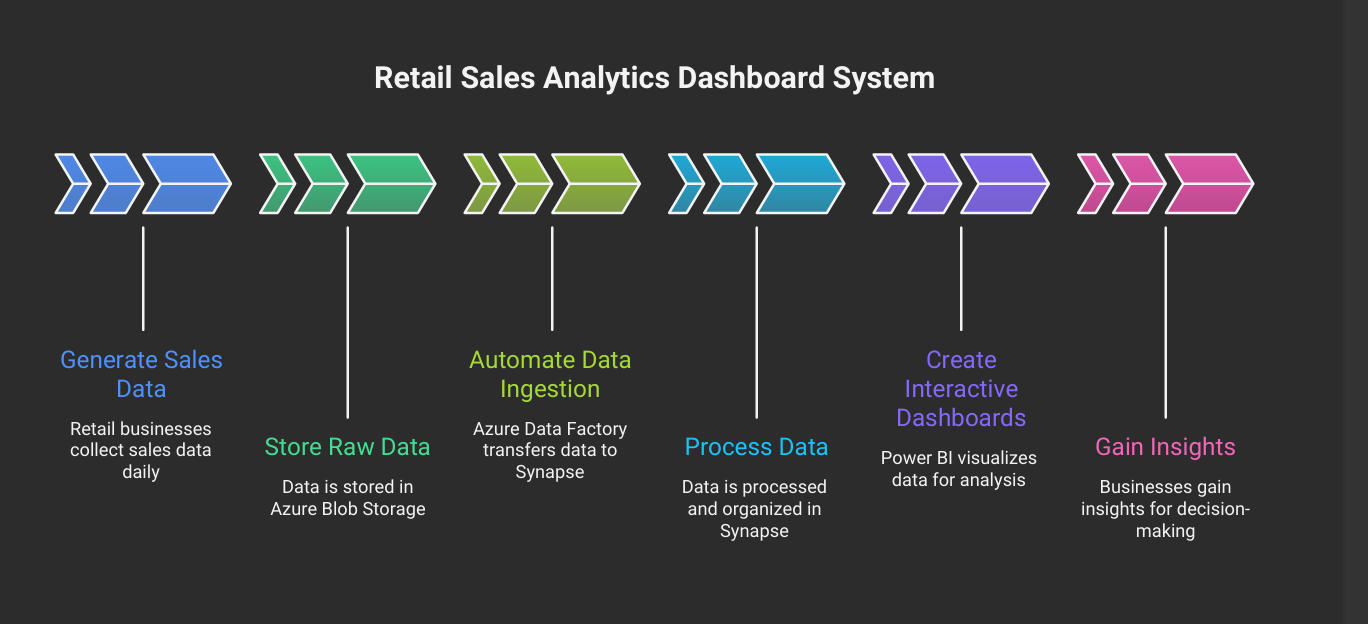 Retail Sales Analytics Dashboard System
Generate Sales
Data
Retail businesses
collect sales data
daily
Store Raw Data
Data is stored in
Azure Blob Storage
Automate Data
Ingestion
Azure Data Factory
transfers data to
Synapse
Process Data
Data is processed
and organized in
Synapse
Create
Interactive
Dashboards
Power BI visualizes
data for analysis
Gain Insights
Businesses gain
insights for decision-
making